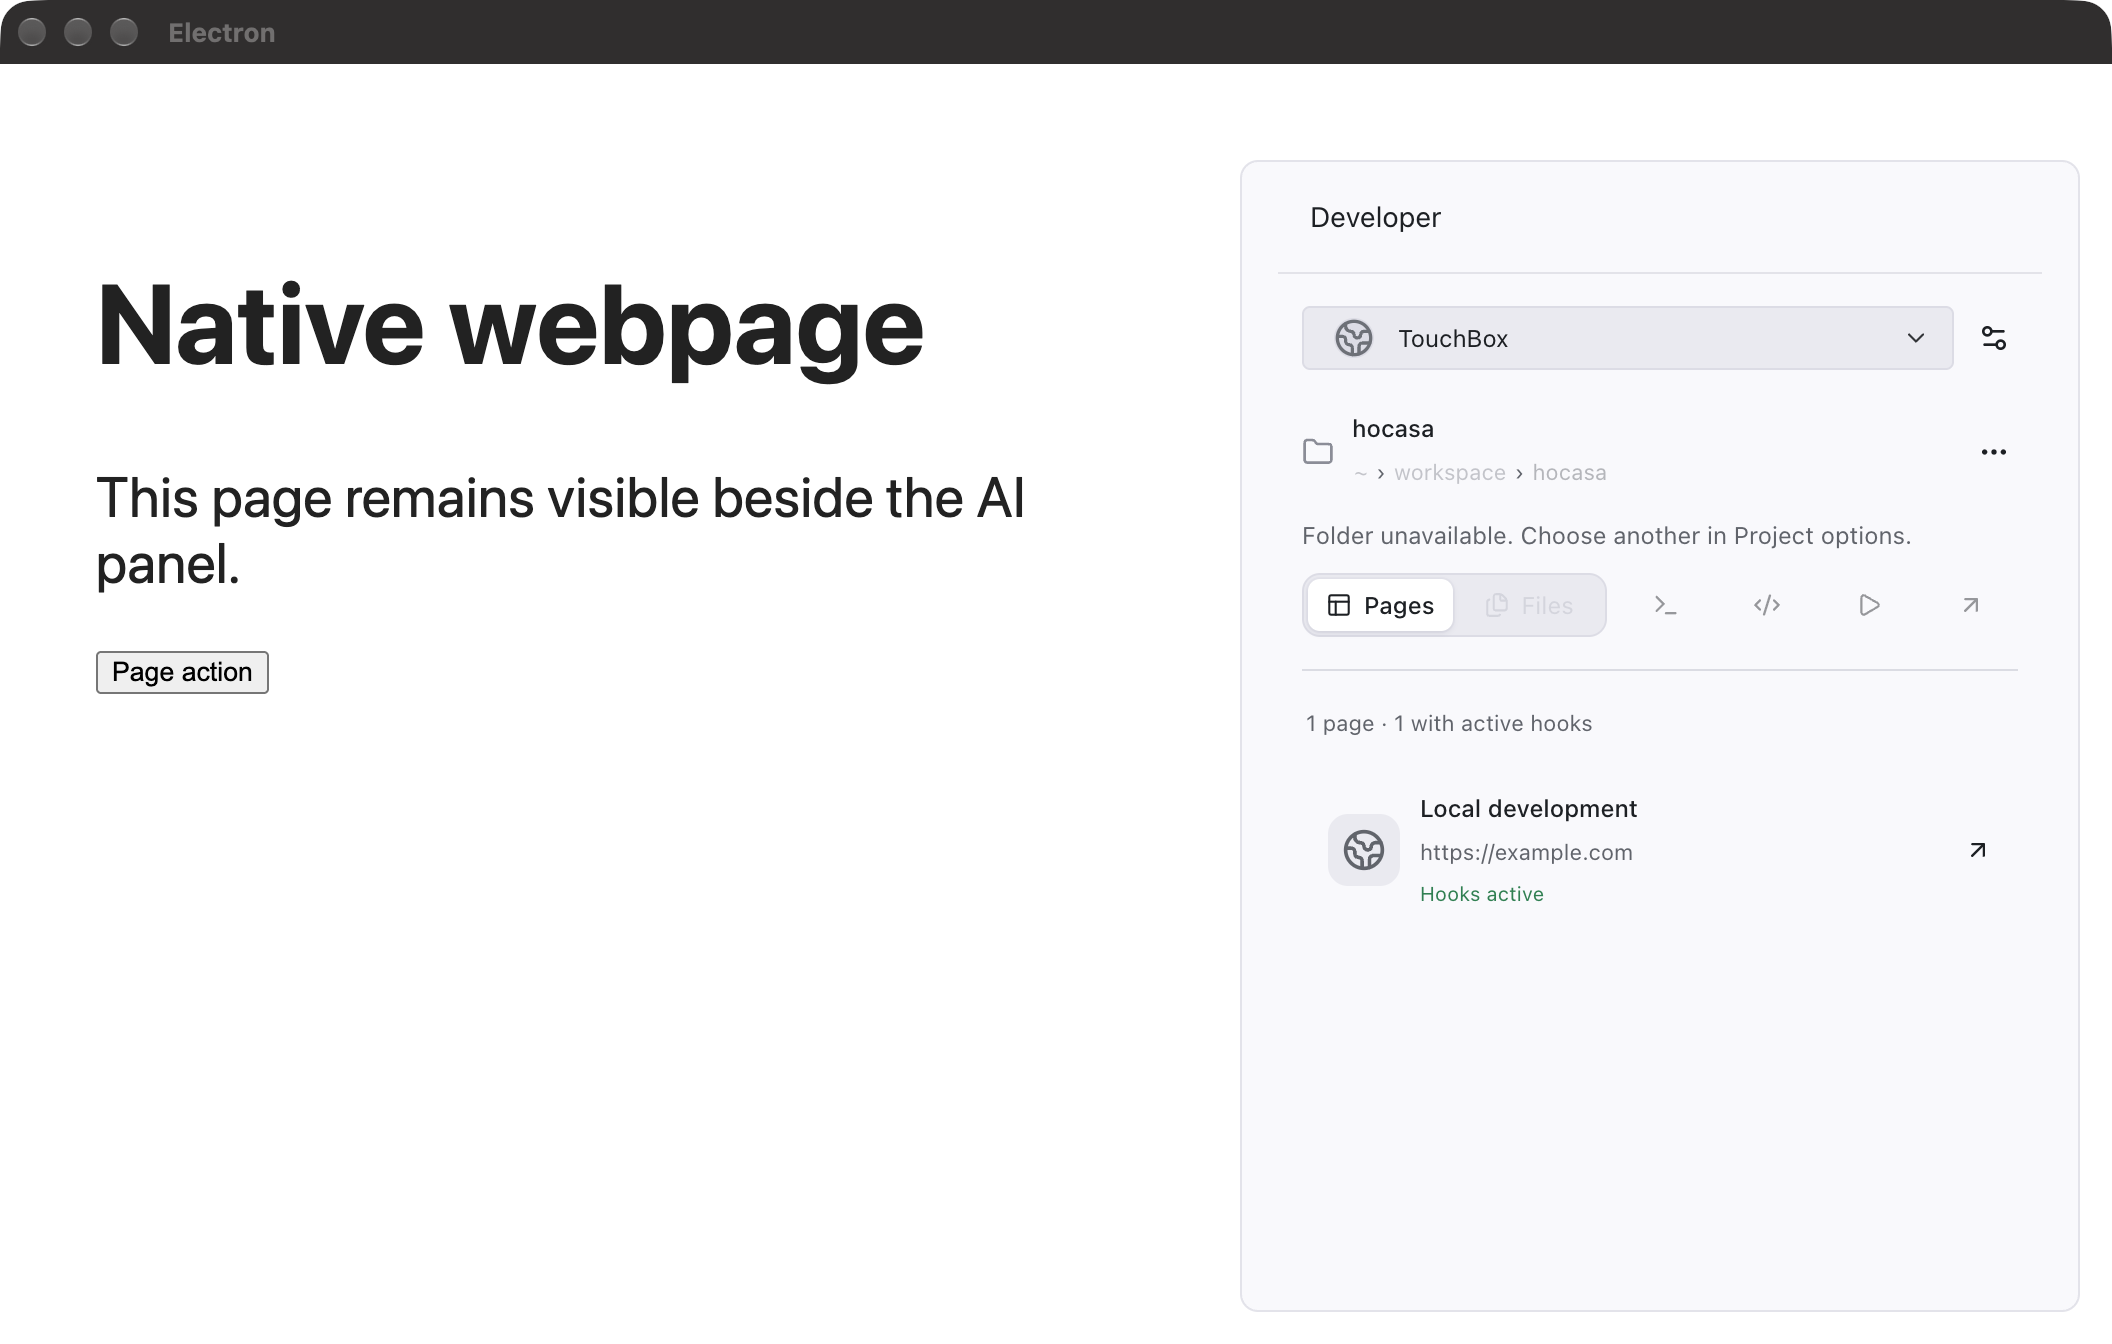 Electron
Native webpage
This page remains visible beside the AI
panel.
Page action
Developer
TouchBox
hocasa
~ › workspace › hocasa
Folder unavailable. Choose another in Project options.
Pages
Files
1 page · 1 with active hooks
Local development
https://example.com
Hooks active